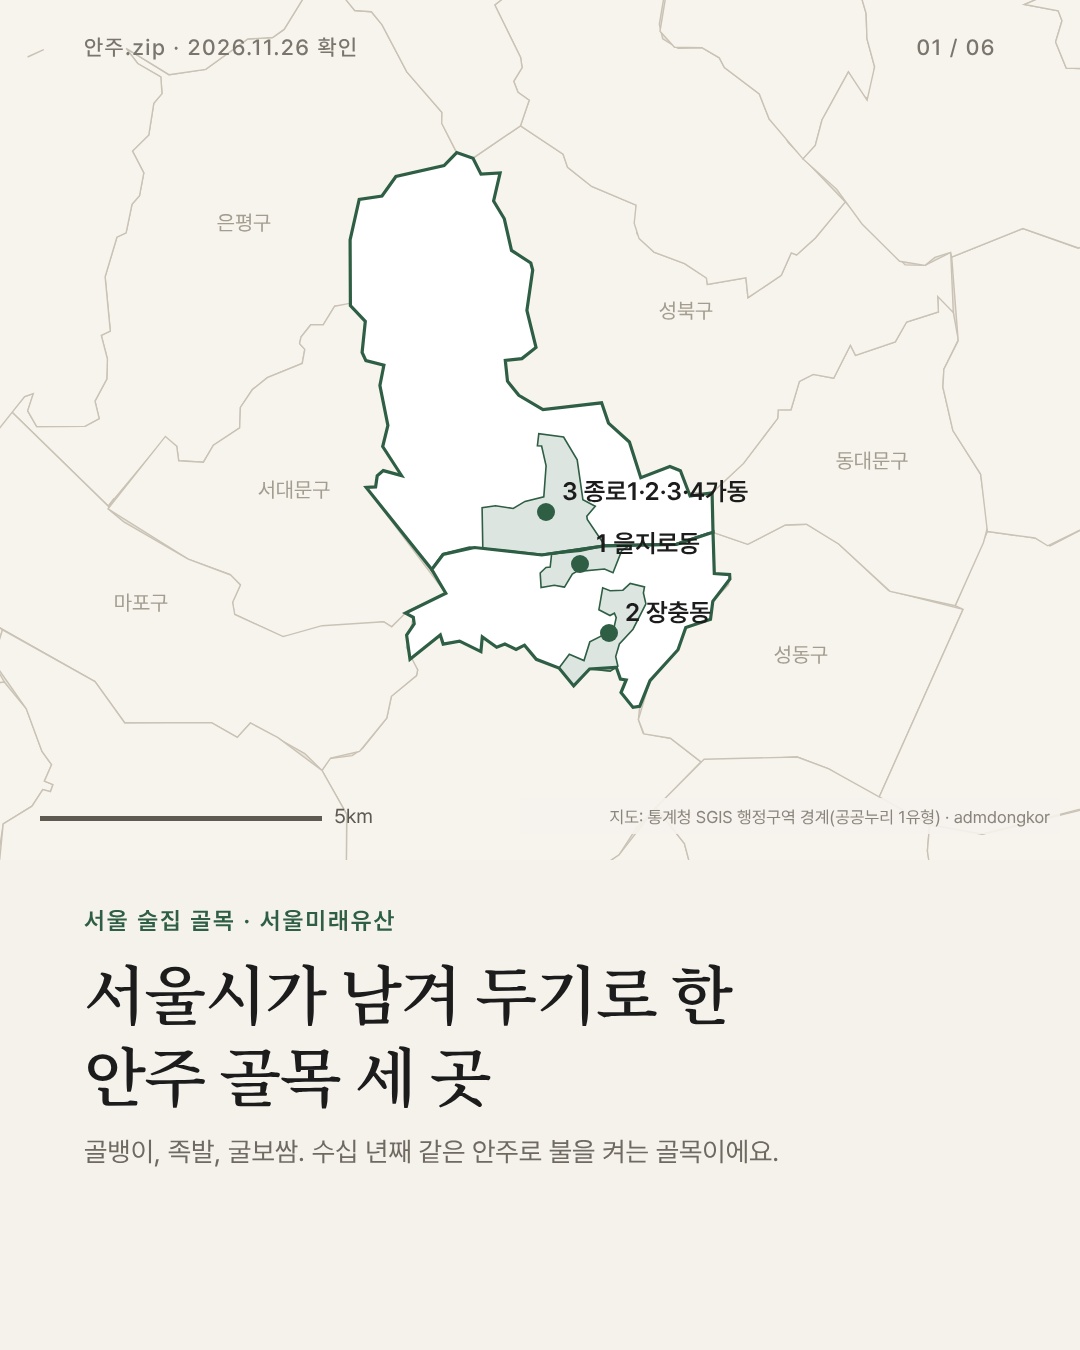 안주.zip · 2026.11.26 확인
01 / 06
은평구
성북구
동대문구
서대문구
3 종로1·2·3·4가동
1 을지로동
마포구
2 장충동
성동구
5km
지도: 통계청 SGIS 행정구역 경계(공공누리 1유형) · admdongkor
서울 술집 골목 · 서울미래유산
서울시가 남겨 두기로 한
안주 골목 세 곳
골뱅이, 족발, 굴보쌈. 수십 년째 같은 안주로 불을 켜는 골목이에요.